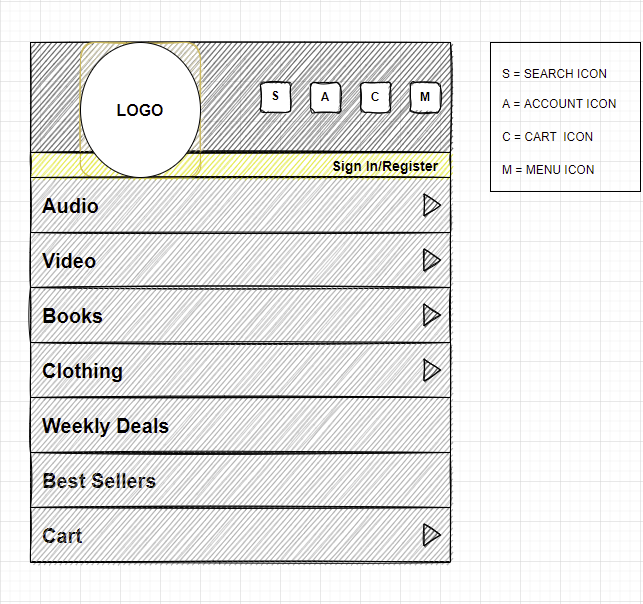 LOGO
S
A
C
M
Sign In/Register
Audio
Video
Books
Clothing
Weekly Deals
Best Sellers
Cart
S = SEARCH ICON
A = ACCOUNT ICON
C = CART ICON
M = MENU ICON